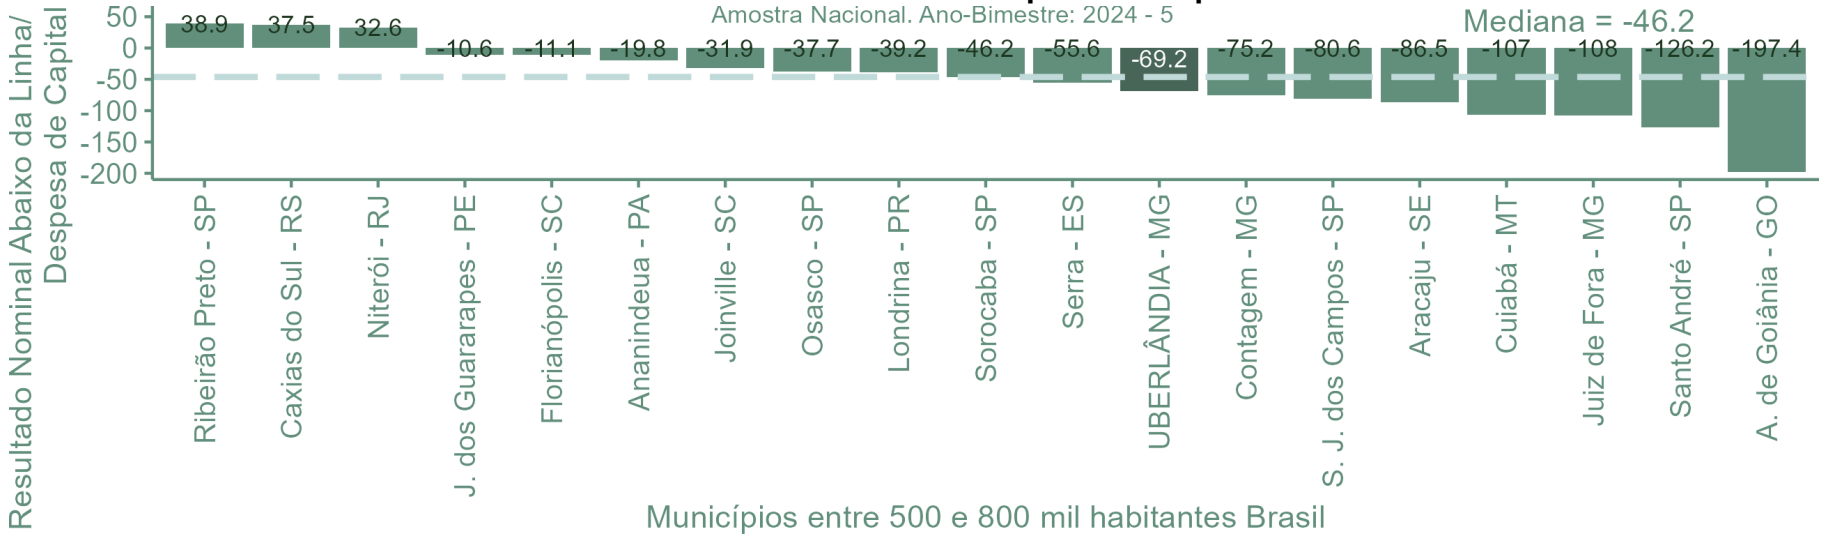 Amostra Nacional. Ano-Bimestre: 2024 - 5
Mediana = -46.2
Resultado Nominal Abaixo da Linha/
Despesa de Capital
50
0
-50
-100
-150
-200
38.9
37.5
32.6
-10.6
-11.1
-19.8
-31.9
-37.7
-39.2
-46.2
-55.6
-69.2
-75.2
-80.6
-86.5
-107
-108
-126.2
-197.4
Ribeirão Preto - SP
Caxias do Sul - RS
Niterói - RJ
J. dos Guararapes - PE
Florianópolis - SC
Ananindeua - PA
Joinville - SC
Osasco - SP
Londrina - PR
Sorocaba - SP
Serra - ES
UBERLÂNDIA - MG
Contagem - MG
S. J. dos Campos - SP
Aracaju - SE
Cuiabá - MT
Juiz de Fora - MG
Santo André - SP
A. de Goiânia - GO
Municípios entre 500 e 800 mil habitantes Brasil